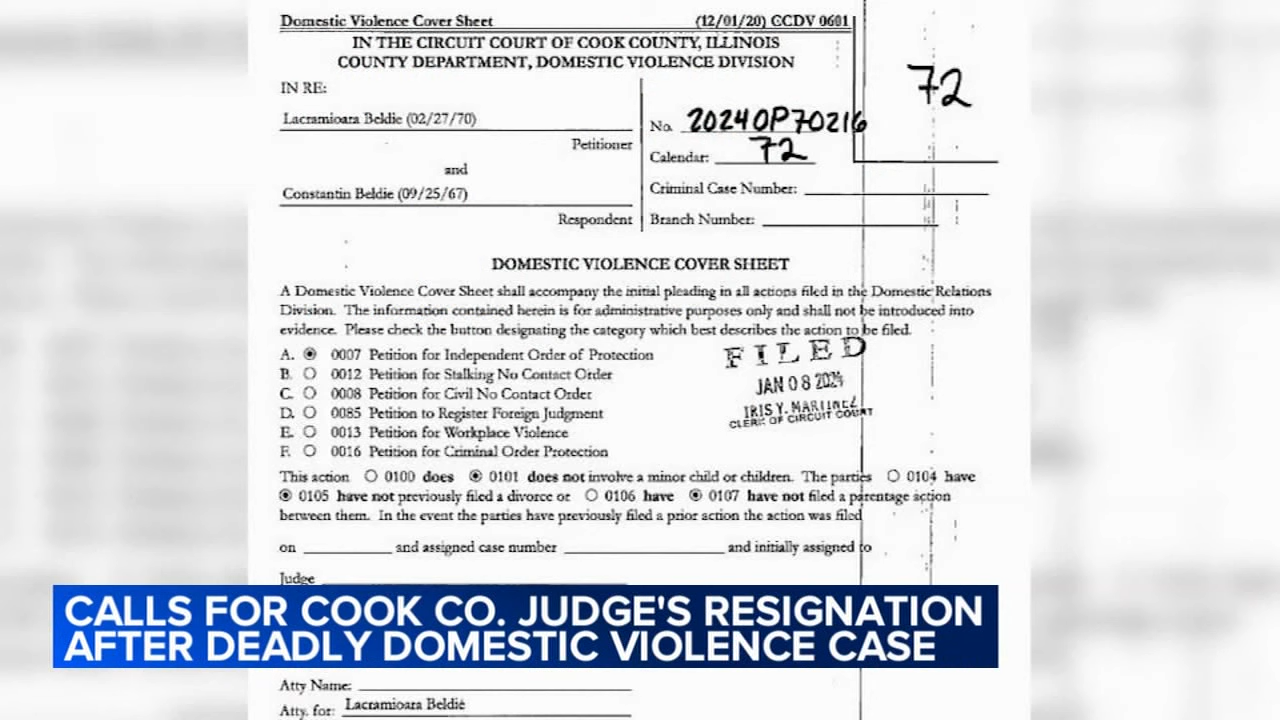 Domestic Violence Cover Sheet (12/01/20) CCDV 0601
IN THE CIRCUIT COURT OF COOK COUNTY, ILLINOIS
COUNTY DEPARTMENT, DOMESTIC VIOLENCE DIVISION
72
IN RE:
Lacramioara Beldie (02/27/70)
Petitioner
and
Constantin Beldie (09/25/67)
Respondent
No. 20240P70216
Calendar: 72
Criminal Case Number:
Branch Number:
DOMESTIC VIOLENCE COVER SHEET
A Domestic Violence Cover Sheet shall accompany the initial pleading in all actions filed in the Domestic Relations
Division. The information contained herein is for administrative purposes only and shall not be introduced into
evidence. Please check the button designating the category which best describes the action to be filed.
A. 0007 Petition for Independent Order of Protection
B. 0012 Petition for Stalking No Contact Order
C. 0008 Petition for Civil No Contact Order
D. 0085 Petition to Register Foreign Judgment
E. 0013 Petition for Workplace Violence
F. 0016 Petition for Criminal Order Protection
FILED
JAN 08 2024
IRIS Y. MARTINEZ
CLERK OF CIRCUIT COURT
This action 0100 does 0101 does not involve a minor child or children. The parties 0104 have
0105 have not previously filed a divorce or 0106 have 0107 have not filed a parentage action
between them. In the event the parties have previously filed a prior action the action was filed
on and assigned case number and initially assigned to
Judge
CALLS FOR COOK CO. JUDGE'S RESIGNATION
AFTER DEADLY DOMESTIC VIOLENCE CASE
Atty Name:
Atty. for: Lacramioara Beldie